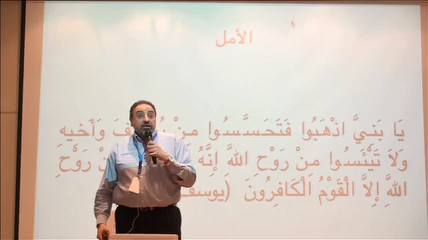 الأمل
يَا بَنِيَّ اذْهَبُوا فَتَحَسَّسُوا مِنْ وَأَخِيهِ
وَلَا تَيْئَسُوا مِنْ رَوْحِ اللَّهِ إِنَّهُ رَوْحِ
اللَّهِ إِلَّا الْقَوْمُ الْكَافِرُونَ (يوسف